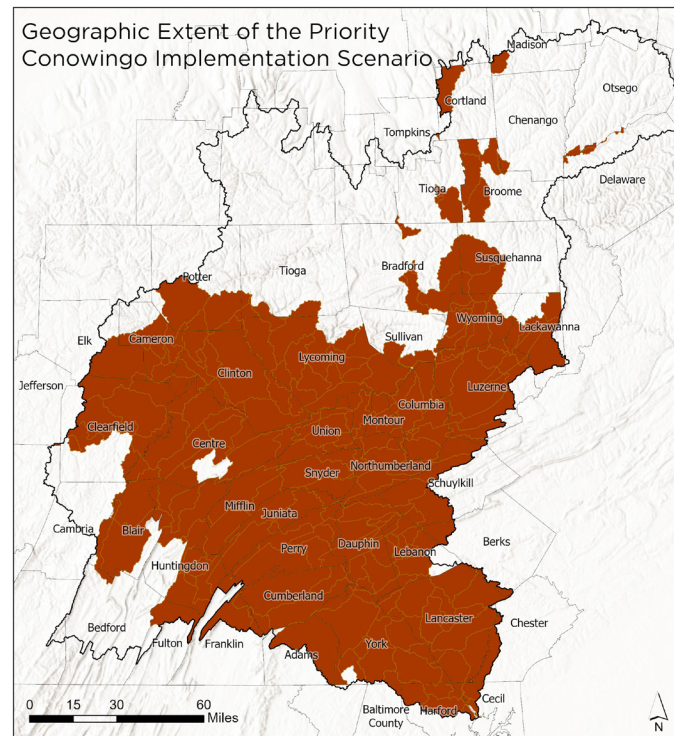 Geographic Extent of the Priority
Conowingo Implementation Scenario
Madison
Cortland
Otsego
Chenango
Tompkins
Delaware
Tioga
Broome
Susquehanna
Bradford
Tioga
Potter
Wyoming
Lackawanna
Sullivan
Elk
Cameron
Lycoming
Clinton
Jefferson
Luzerne
Columbia
Montour
Clearfield
Union
Centre
Northumberland
Snyder
Schuylkill
Mifflin
Juniata
Cambria
Blair
Dauphin
Berks
Perry
Lebanon
Huntingdon
Cumberland
Lancaster
Chester
Bedford
Fulton
Franklin
York
Adams
Cecil
Baltimore
County
Harford
0 15 30 60
Miles
N